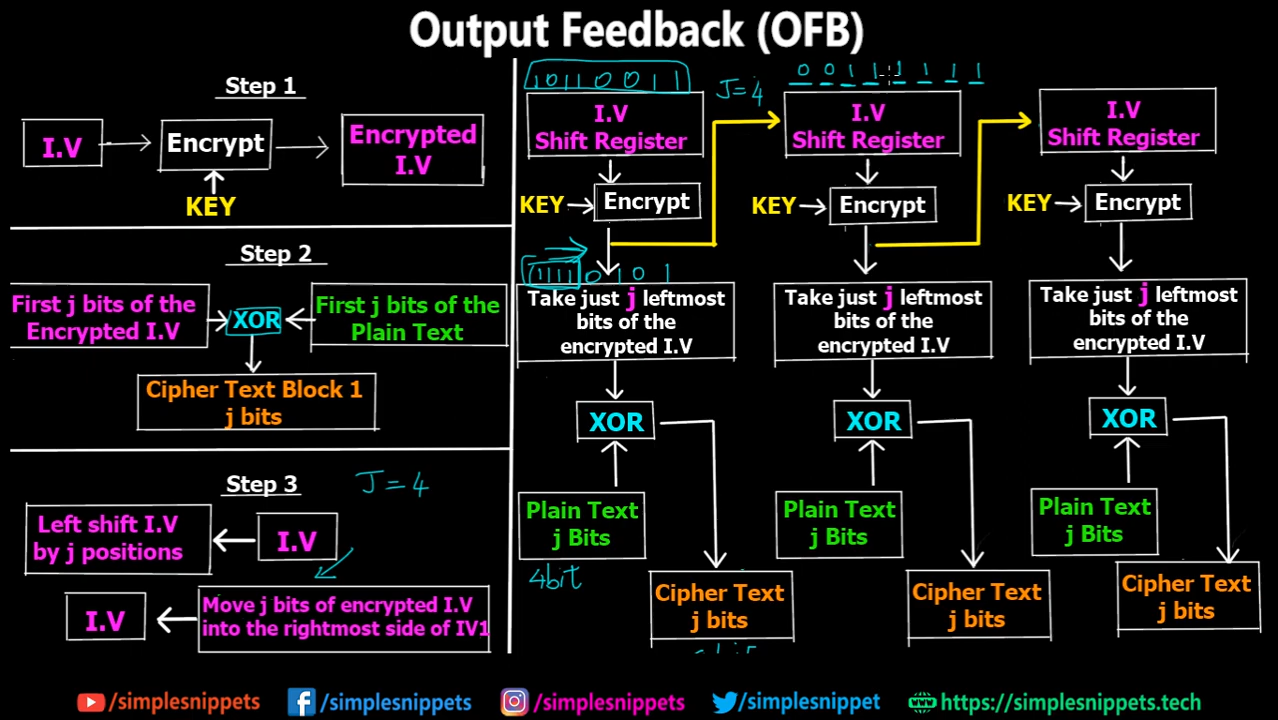 Output Feedback (OFB)
Step 1
I.V
Encrypt
Encrypted
I.V
KEY
Step 2
First j bits of the
Encrypted I.V
XOR
First j bits of the
Plain Text
Cipher Text Block 1
j bits
Step 3
J=4
Left shift I.V
by j positions
I.V
I.V
Move j bits of encrypted I.V
into the rightmost side of IV1
10110011
I.V
Shift Register
KEY
Encrypt
11110101
Take just j leftmost
bits of the
encrypted I.V
XOR
Plain Text
j Bits
4bit
Cipher Text
j bits
J=4
00111111
I.V
Shift Register
KEY
Encrypt
Take just j leftmost
bits of the
encrypted I.V
XOR
Plain Text
j Bits
Cipher Text
j bits
I.V
Shift Register
KEY
Encrypt
Take just j leftmost
bits of the
encrypted I.V
XOR
Plain Text
j Bits
Cipher Text
j bits
/simplesnippets
/simplesnippets
/simplesnippets
/simplesnippets
https://simplesnippets.tech